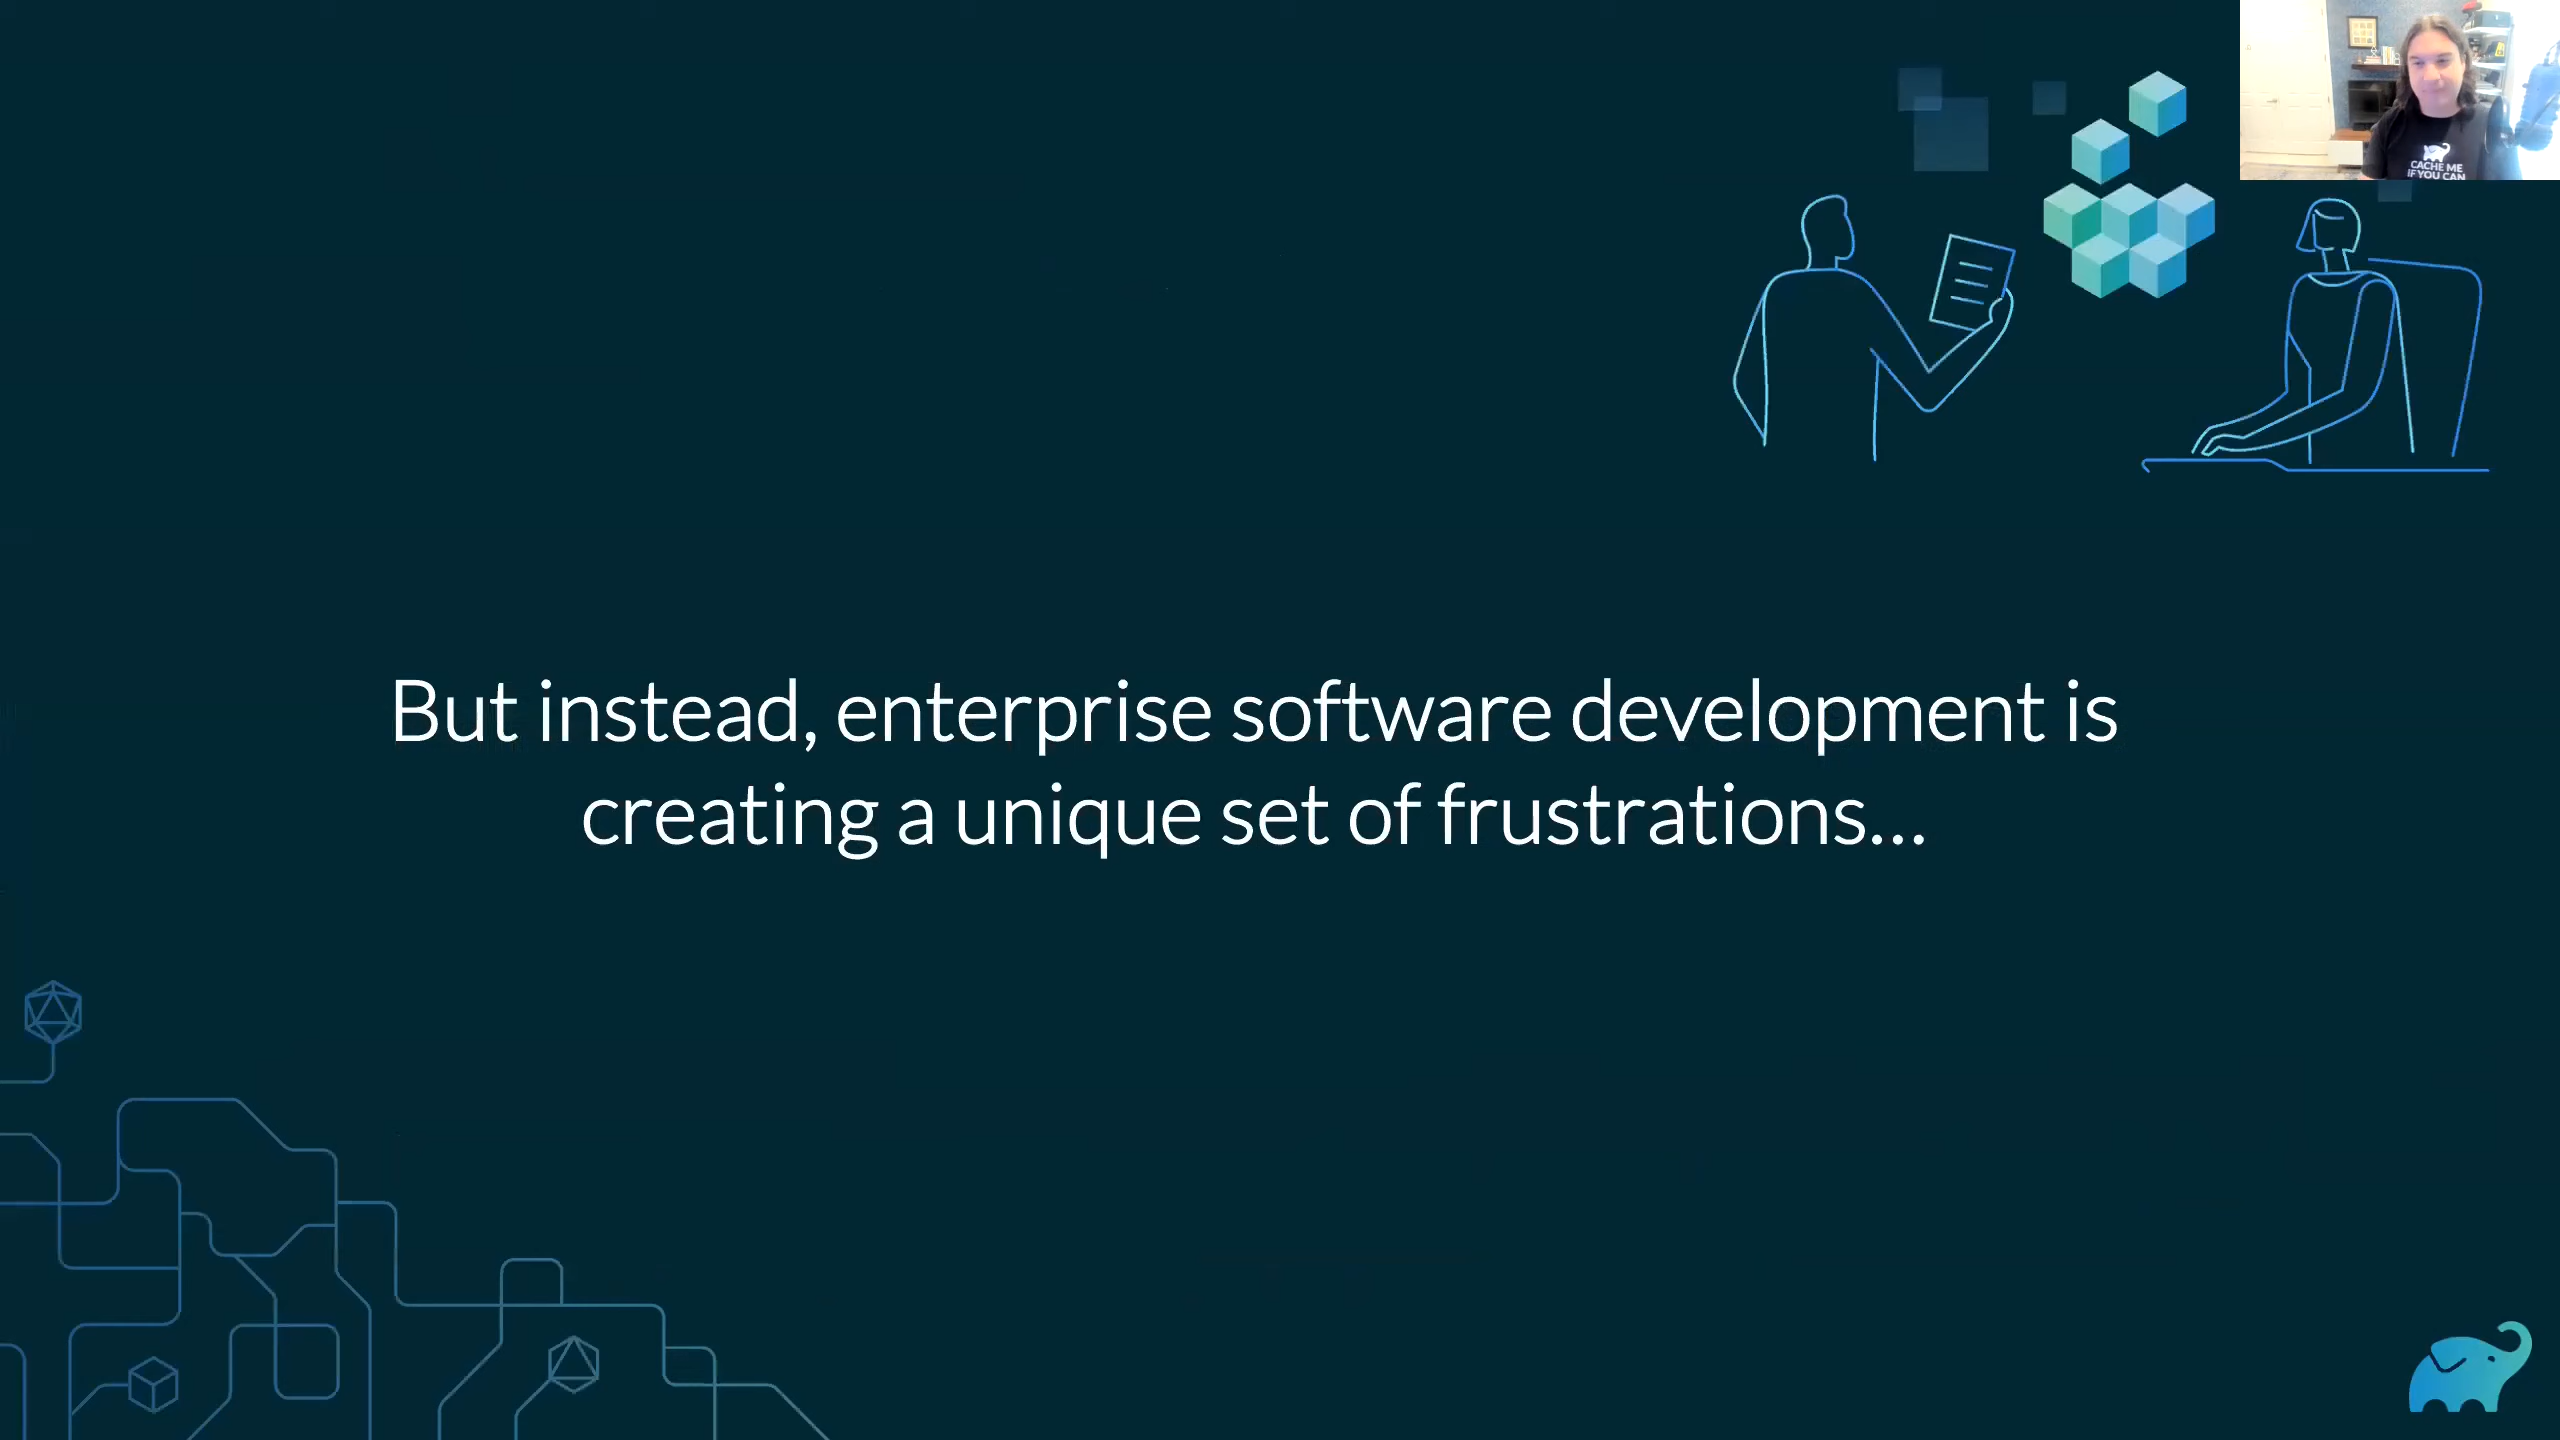 CACHE ME
IF YOU CAN
But instead, enterprise software development is
creating a unique set of frustrations...